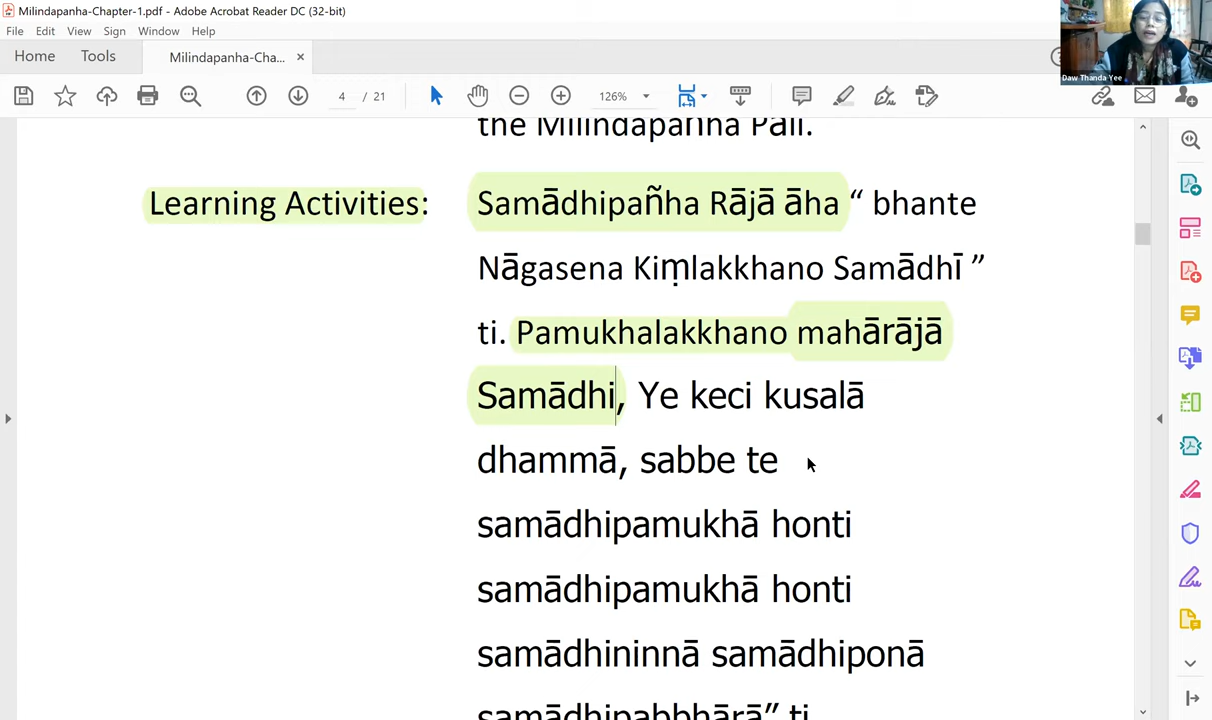 Milindapanha-Chapter-1.pdf - Adobe Acrobat Reader DC (32-bit)
File Edit View Sign Window Help
Home Tools Milindapanha-Cha... ×
4 / 21 126%
Daw Thanda Yee
the Milindapañha Pāli.
Learning Activities: Samādhipañha Rājā āha “ bhante
Nāgasena Kiṃlakkhano Samādhī ”
ti. Pamukhalakkhano mahārājā
Samādhi, Ye keci kusalā
dhammā, sabbe te
samādhipamukhā honti
samādhipamukhā honti
samādhininnā samādhiponā
samādhipabbhārā” ti